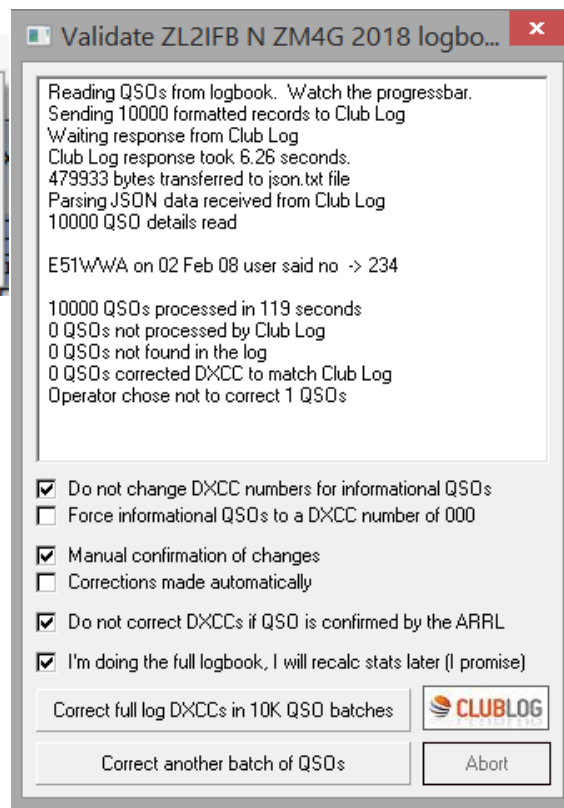 Validate ZL2IFB N ZM4G 2018 logbo...
Reading QSOs from logbook. Watch the progressbar.
Sending 10000 formatted records to Club Log
Waiting response from Club Log
Club Log response took 6.26 seconds.
479933 bytes transferred to json.txt file
Parsing JSON data received from Club Log
10000 QSO details read
E51WWA on 02 Feb 08 user said no -> 234
10000 QSOs processed in 119 seconds
0 QSOs not processed by Club Log
0 QSOs not found in the log
0 QSOs corrected DXCC to match Club Log
Operator chose not to correct 1 QSOs
Do not change DXCC numbers for informational QSOs
Force informational QSOs to a DXCC number of 000
Manual confirmation of changes
Corrections made automatically
Do not correct DXCCs if QSO is confirmed by the ARRL
I'm doing the full logbook, I will recalc stats later (I promise)
Correct full log DXCCs in 10K QSO batches
CLUBLOG
Correct another batch of QSOs
Abort